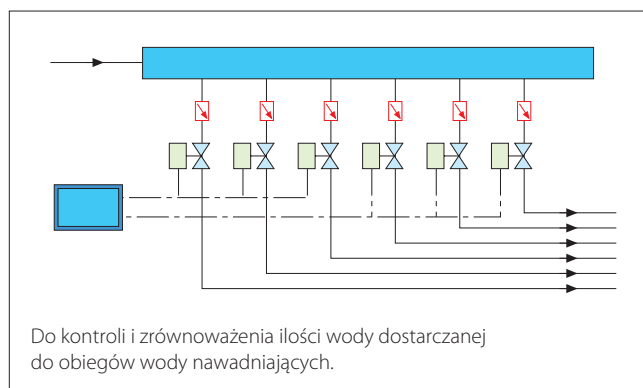 Do kontroli i zrównoważenia ilości wody dostarczanej
do obiegów wody nawadniających.